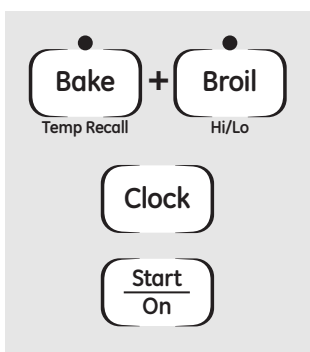 Bake + Broil
Temp Recall Hi/Lo
Clock
Start
On